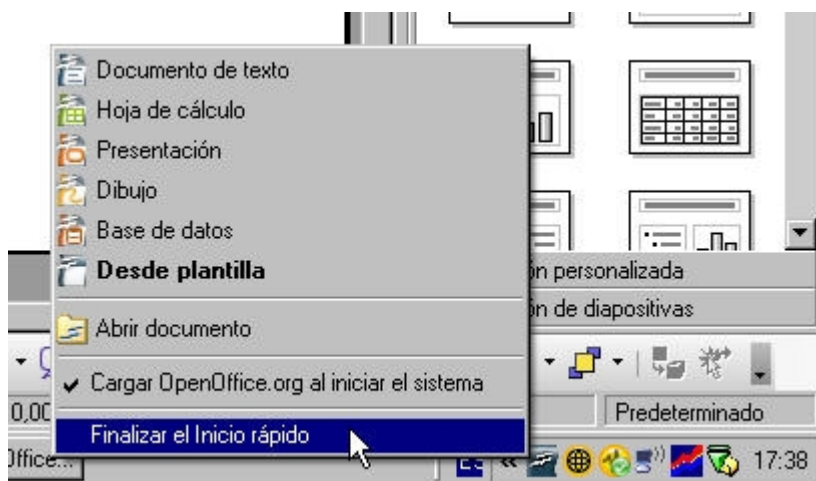 Documento de texto
Hoja de cálculo
Presentación
Dibujo
Base de datos
Desde plantilla
ón personalizada
ón de diapositivas
Abrir documento
Cargar OpenOffice.org al iniciar el sistema
0,00
Predeterminado
Finalizar el Inicio rápido
Office...
« 17:38